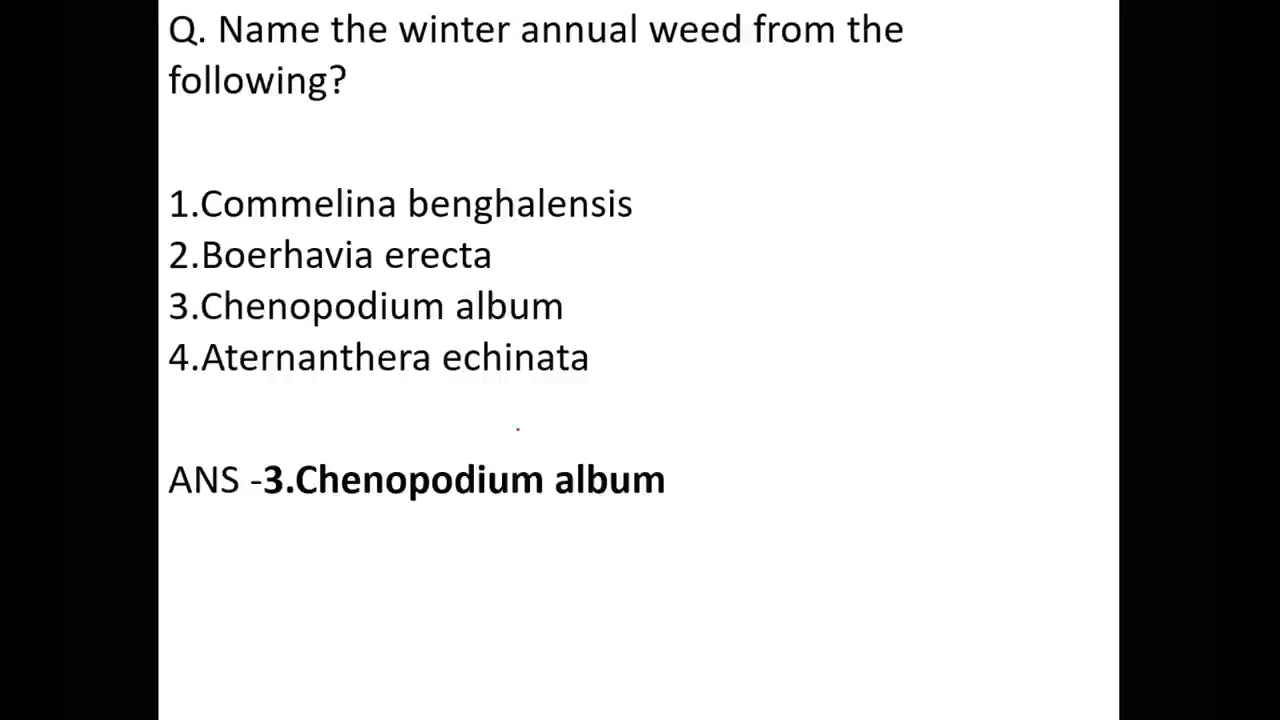 Q. Name the winter annual weed from the
following?
1.Commelina benghalensis
2.Boerhavia erecta
3.Chenopodium album
4.Aternanthera echinata
ANS -3.Chenopodium album